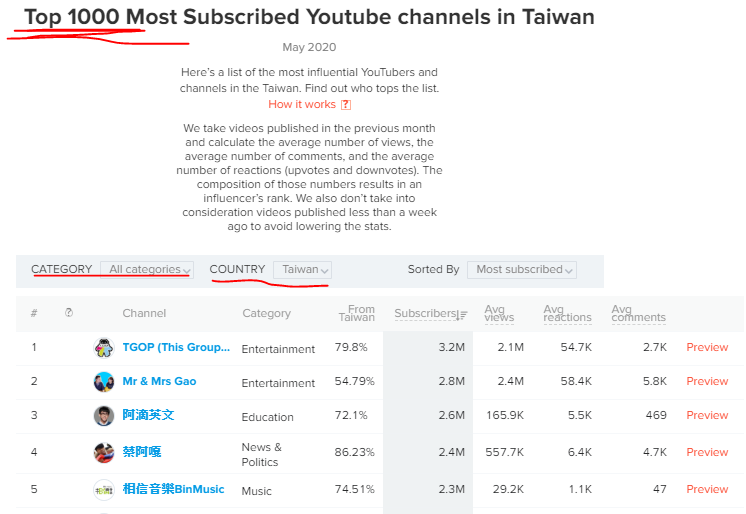 Top 1000 Most Subscribed Youtube channels in Taiwan
May 2020
Here's a list of the most influential YouTubers and
channels in the Taiwan. Find out who tops the list.
How it works ?
We take videos published in the previous month
and calculate the average number of views, the
average number of comments, and the average
number of reactions (upvotes and downvotes). The
composition of those numbers results in an
influencer's rank. We also don't take into
consideration videos published less than a week
ago to avoid lowering the stats.
CATEGORY All categories COUNTRY Taiwan Sorted By Most subscribed
# ? Channel Category From Taiwan Subscribers Avg views Avg reactions Avg comments
1 TGOP (This Group... Entertainment 79.8% 3.2M 2.1M 54.7K 2.7K Preview
2 Mr & Mrs Gao Entertainment 54.79% 2.8M 2.4M 58.4K 5.8K Preview
3 阿滴英文 Education 72.1% 2.6M 165.9K 5.5K 469 Preview
4 蔡阿嘎 News & Politics 86.23% 2.4M 557.7K 6.4K 4.7K Preview
5 相信音樂BinMusic Music 74.51% 2.3M 29.2K 1.1K 47 Preview